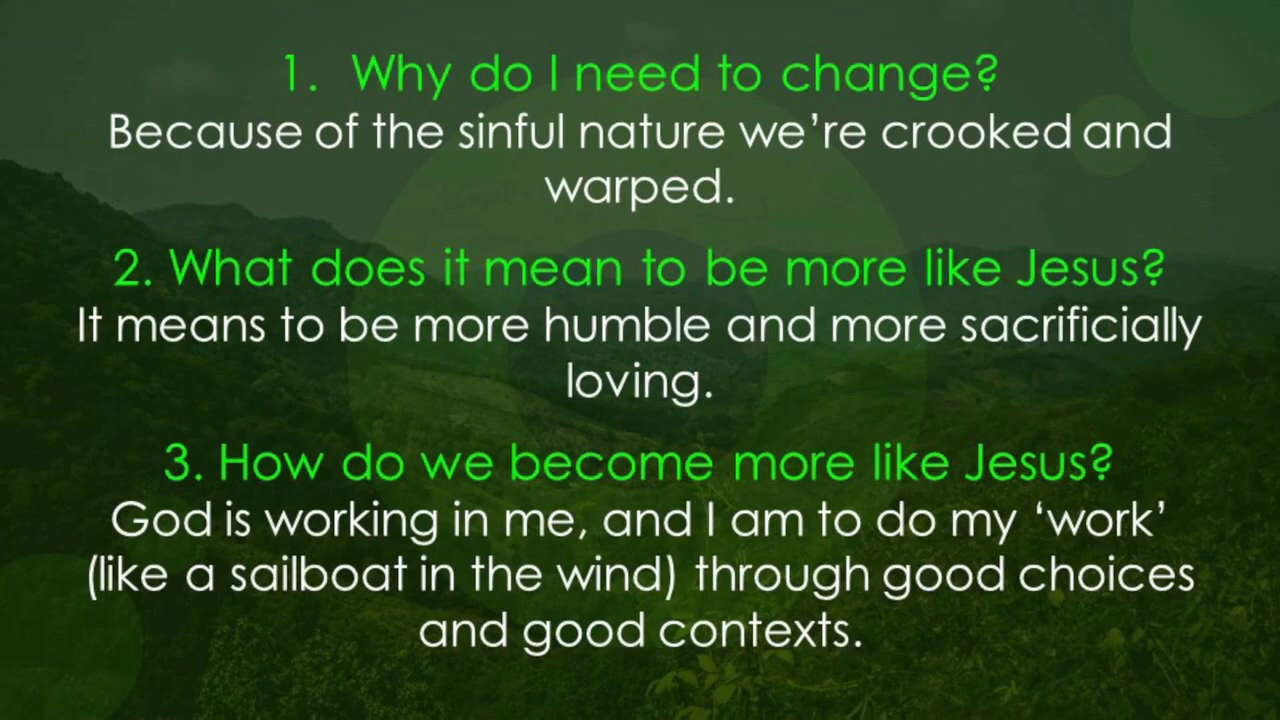 1. Why do I need to change?
Because of the sinful nature we’re crooked and
warped.
2. What does it mean to be more like Jesus?
It means to be more humble and more sacrificially
loving.
3. How do we become more like Jesus?
God is working in me, and I am to do my ‘work’
(like a sailboat in the wind) through good choices
and good contexts.